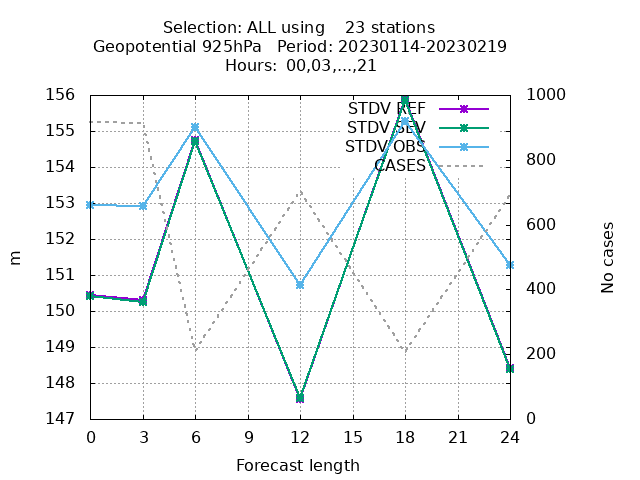 Selection: ALL using 23 stations
Geopotential 925hPa Period: 20230114-20230219
Hours: 00,03,...,21
156
155
154
153
152
151
150
149
148
147
m
1000
800
600
400
200
0
No cases
STDV REF
STDV SEV
STDV OBS
CASES
0 3 6 9 12 15 18 21 24
Forecast length